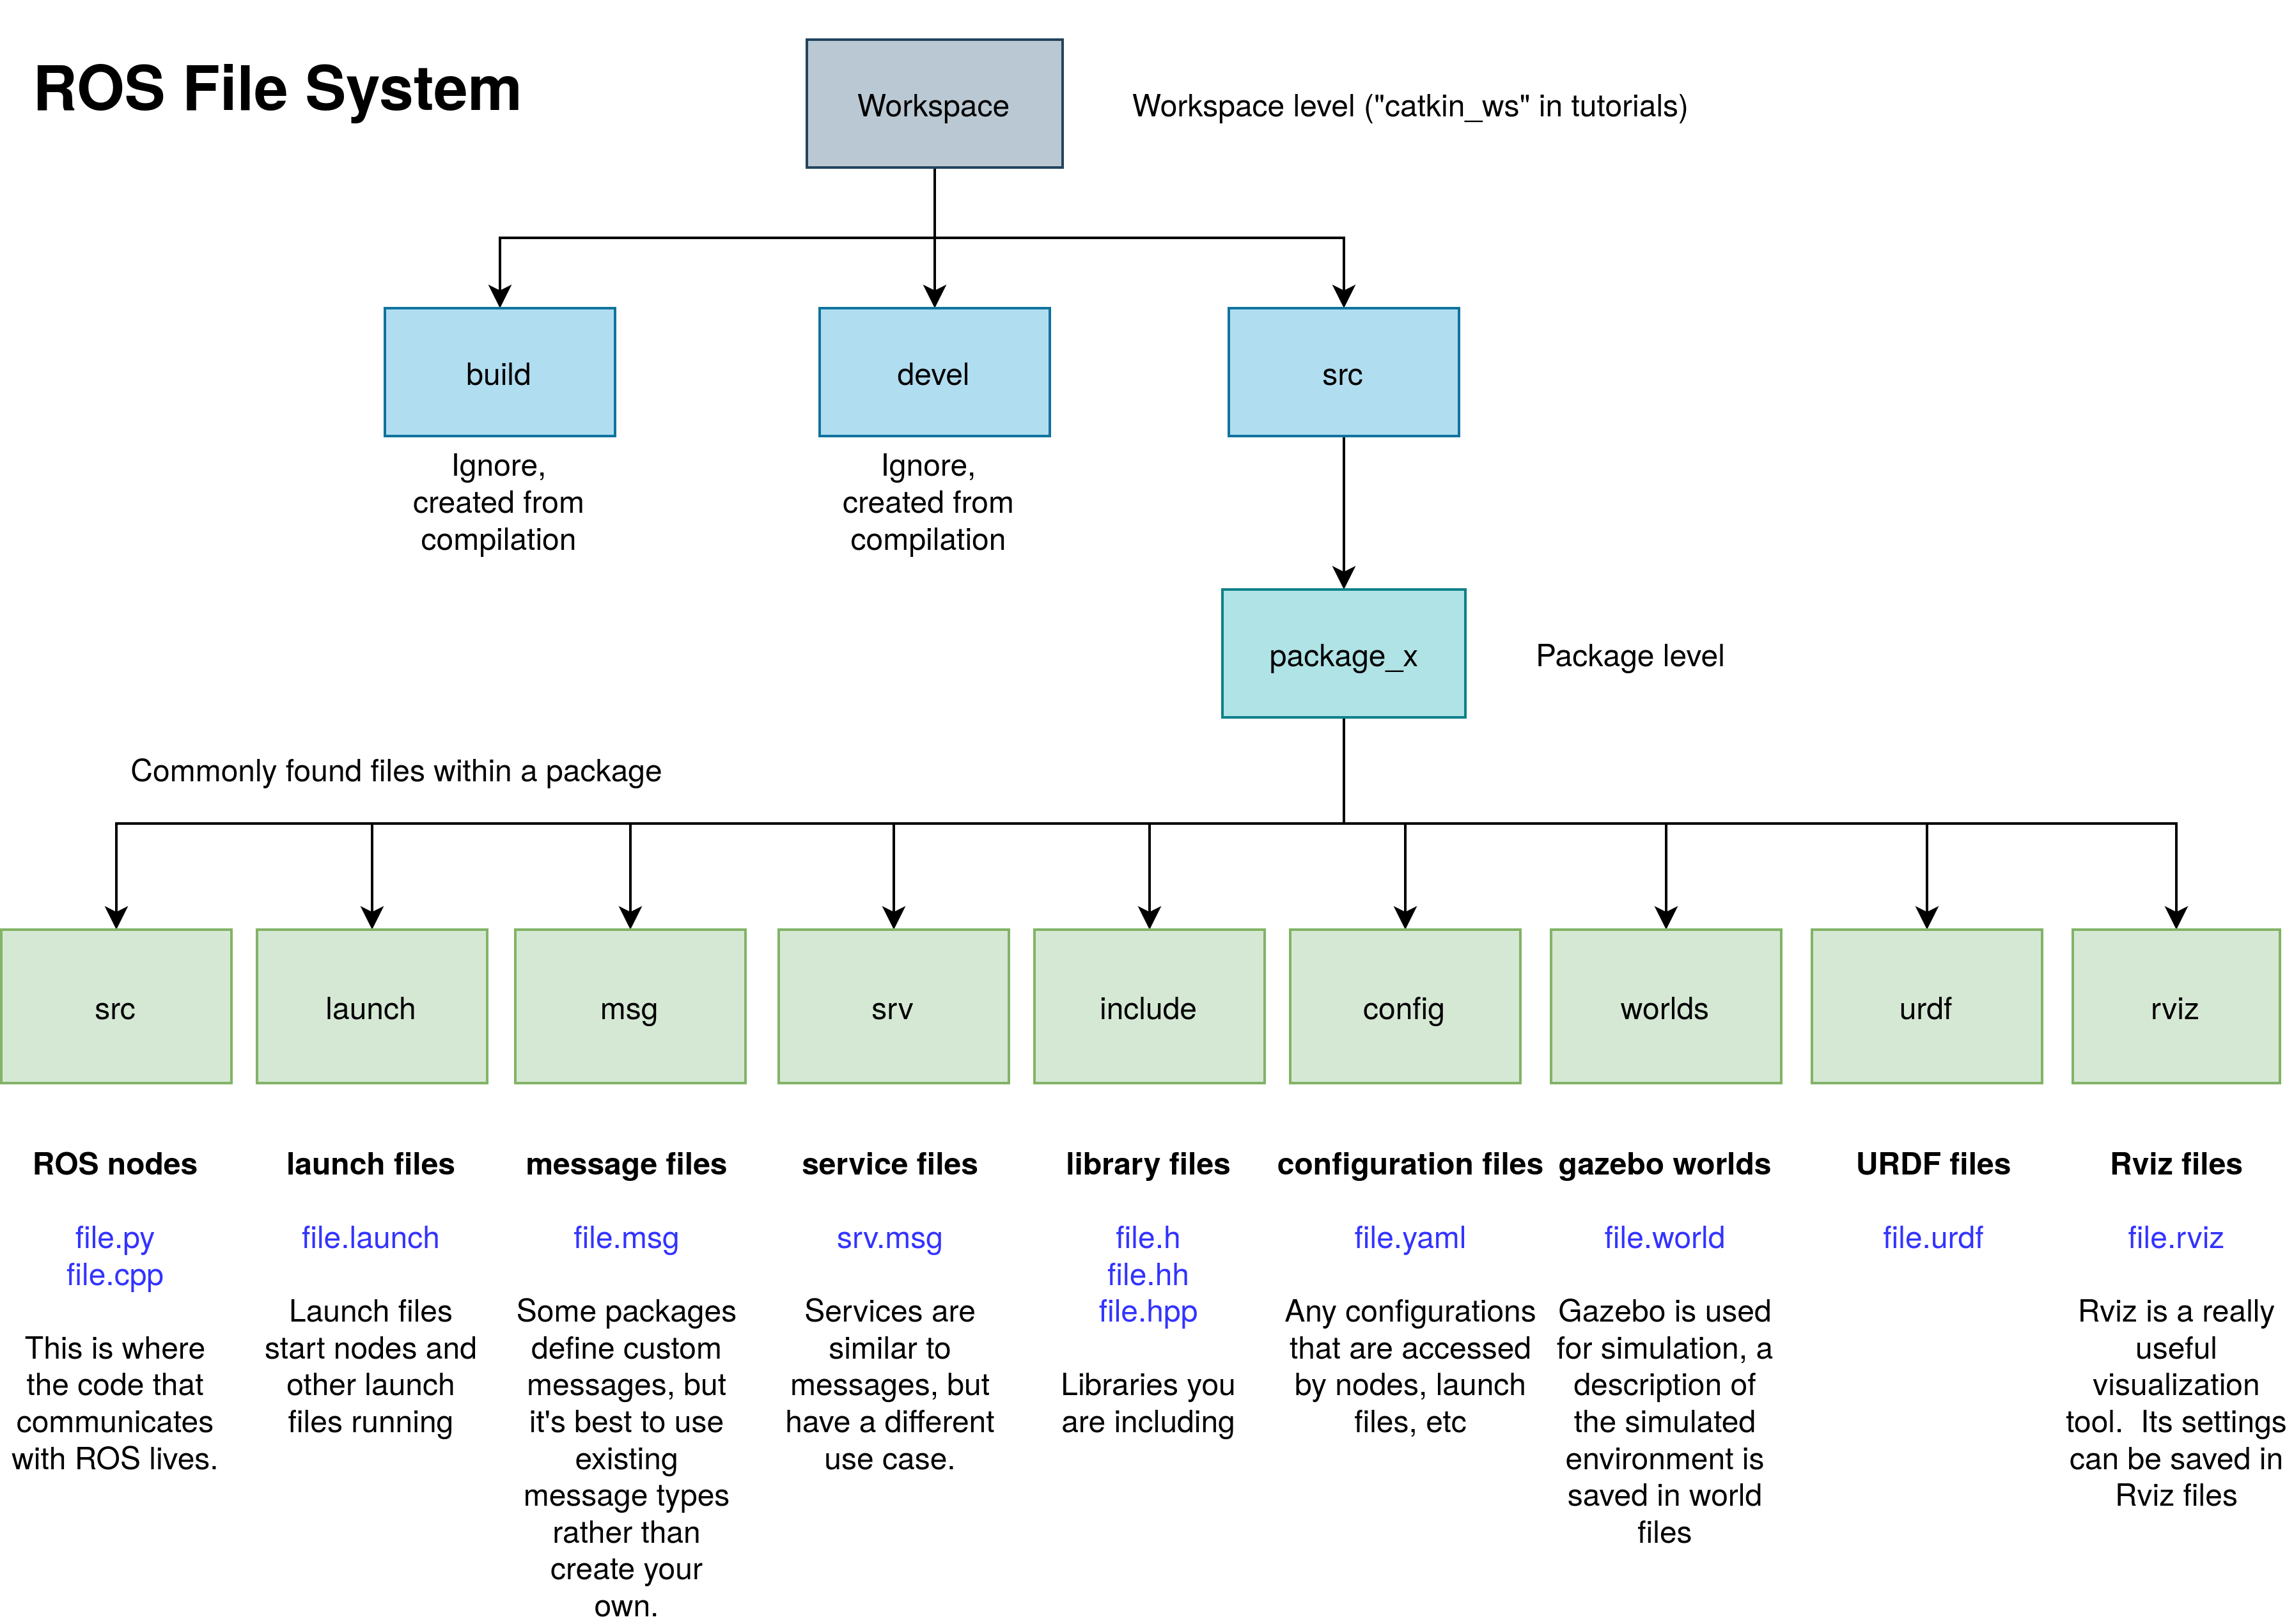 ROS File System
Workspace
Workspace level ("catkin_ws" in tutorials)
build
devel
src
Ignore,
created from
compilation
Ignore,
created from
compilation
package_x
Package level
Commonly found files within a package
src
launch
msg
srv
include
config
worlds
urdf
rviz
ROS nodes
file.py
file.cpp
This is where
the code that
communicates
with ROS lives.
launch files
file.launch
Launch files
start nodes and
other launch
files running
message files
file.msg
Some packages
define custom
messages, but
it's best to use
existing
message types
rather than
create your
own.
service files
srv.msg
Services are
similar to
messages, but
have a different
use case.
library files
file.h
file.hh
file.hpp
Libraries you
are including
configuration files
file.yaml
Any configurations
that are accessed
by nodes, launch
files, etc
gazebo worlds
file.world
Gazebo is used
for simulation, a
description of
the simulated
environment is
saved in world
files
URDF files
file.urdf
Rviz files
file.rviz
Rviz is a really
useful
visualization
tool.  Its settings
can be saved in
Rviz files